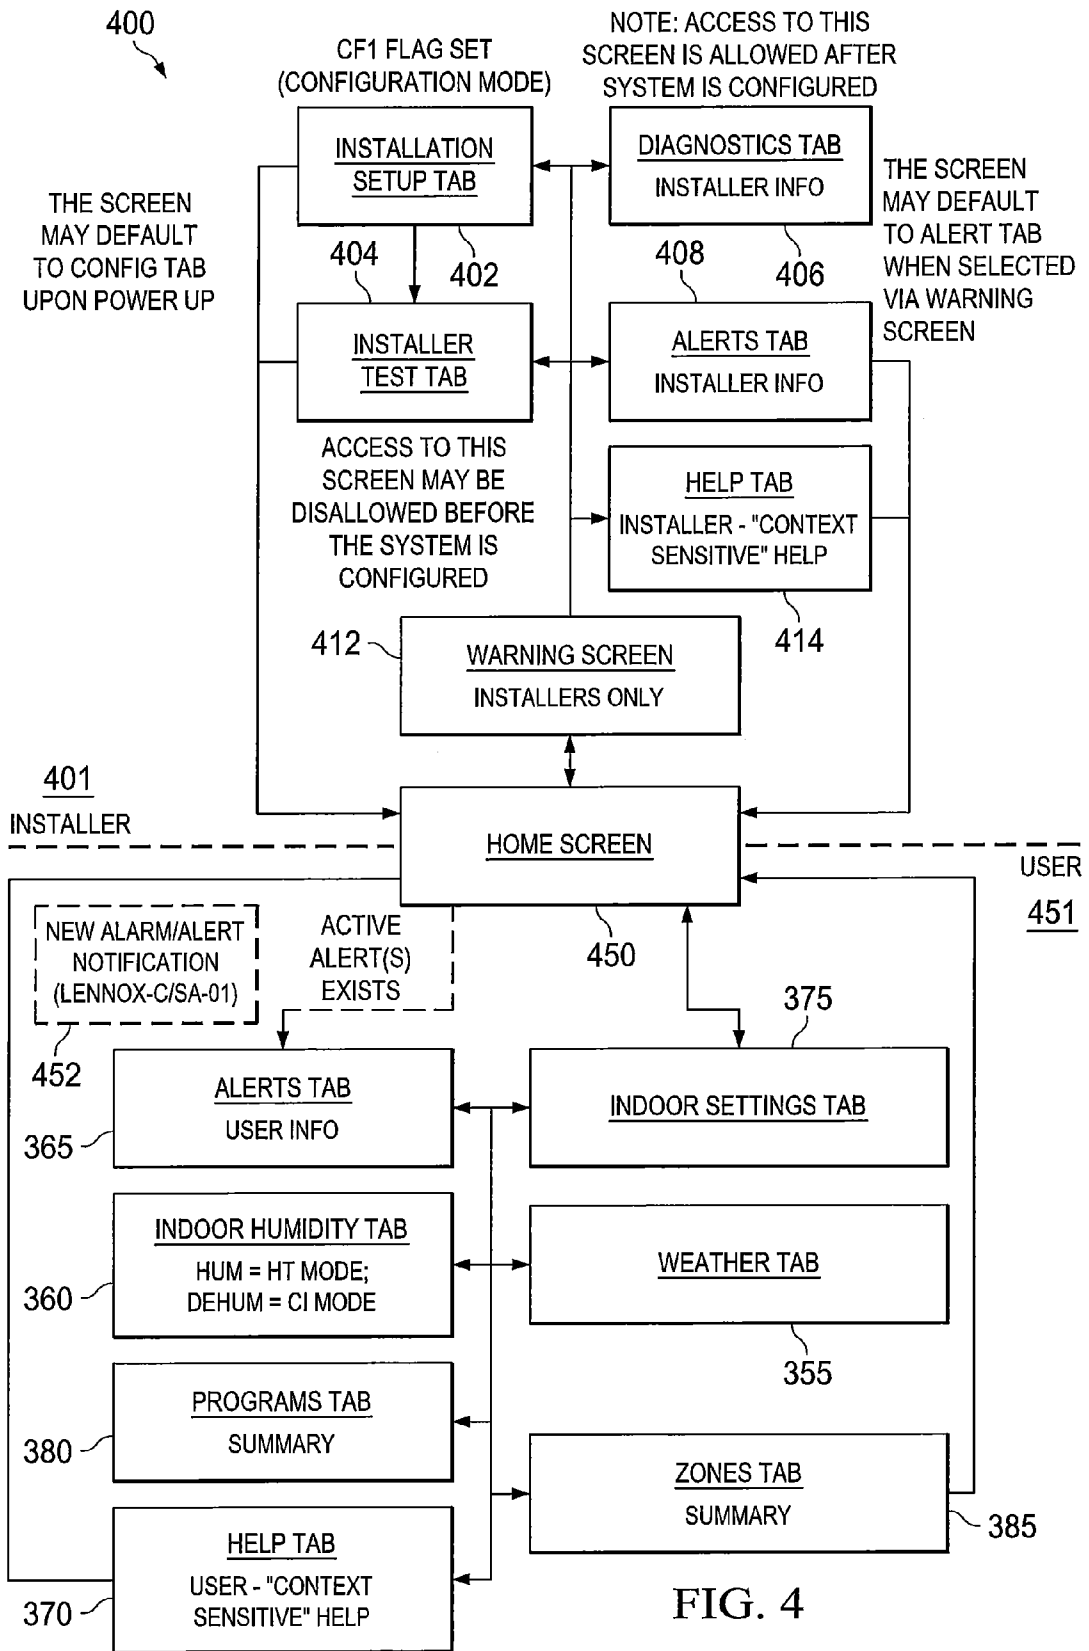 400
CF1 FLAG SET
(CONFIGURATION MODE)
NOTE: ACCESS TO THIS
SCREEN IS ALLOWED AFTER
SYSTEM IS CONFIGURED
INSTALLATION
SETUP TAB
DIAGNOSTICS TAB
INSTALLER INFO
THE SCREEN
MAY DEFAULT
TO CONFIG TAB
UPON POWER UP
THE SCREEN
MAY DEFAULT
TO ALERT TAB
WHEN SELECTED
VIA WARNING
SCREEN
404
402
408
406
INSTALLER
TEST TAB
ALERTS TAB
INSTALLER INFO
ACCESS TO THIS
SCREEN MAY BE
DISALLOWED BEFORE
THE SYSTEM IS
CONFIGURED
HELP TAB
INSTALLER - "CONTEXT
SENSITIVE" HELP
412
414
WARNING SCREEN
INSTALLERS ONLY
401
INSTALLER
HOME SCREEN
USER
451
NEW ALARM/ALERT
NOTIFICATION
(LENNOX-C/SA-01)
ACTIVE
ALERT(S)
EXISTS
450
452
375
ALERTS TAB
USER INFO
INDOOR SETTINGS TAB
365
INDOOR HUMIDITY TAB
HUM = HT MODE;
DEHUM = CI MODE
WEATHER TAB
360
355
PROGRAMS TAB
SUMMARY
380
ZONES TAB
SUMMARY
385
HELP TAB
USER - "CONTEXT
SENSITIVE" HELP
370
FIG. 4